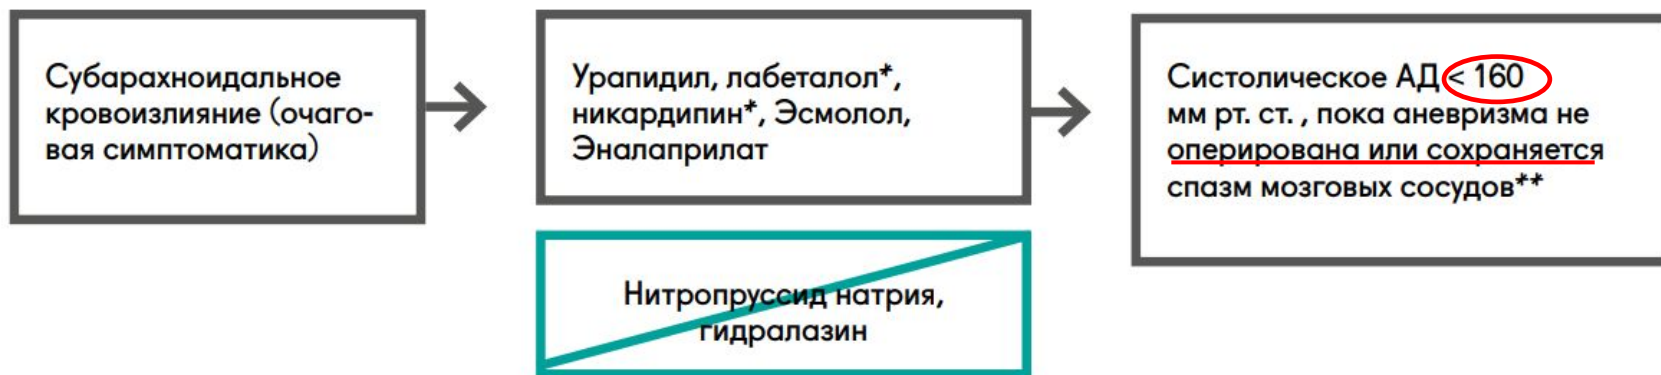 Субарахноидальное
кровоизлияние (очаго-
вая симптоматика)
Урапидил, лабеталол*,
никардипин*, Эсмолол,
Эналаприлат
Систолическое АД < 160
мм рт. ст. , пока аневризма не
оперирована или сохраняется
спазм мозговых сосудов**
Нитропруссид натрия,
гидралазин